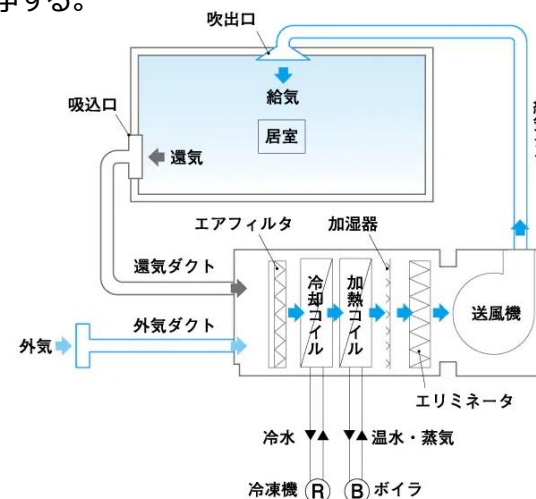 浄する。
吹出口
給気
吸込口
居室
還気
エアフィルタ
加湿器
還気ダクト
冷却コイル
加熱コイル
送風機
外気ダクト
外気
エリミネータ
冷水
温水・蒸気
冷凍機
R
B
ボイラ